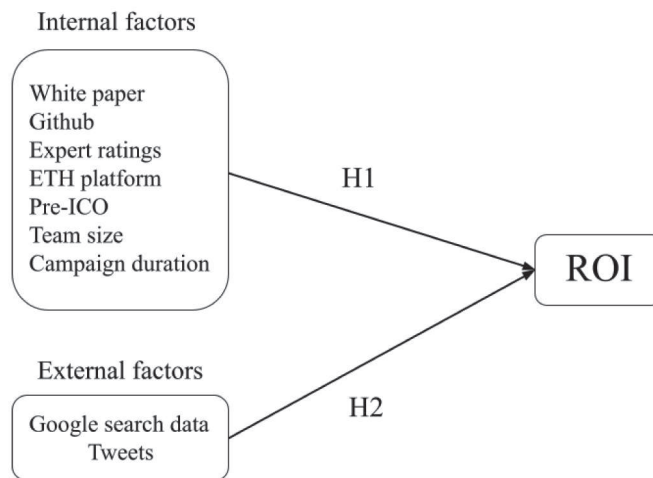 Internal factors
White paper
Github
Expert ratings
ETH platform
Pre-ICO
Team size
Campaign duration
H1
ROI
External factors
H2
Google search data
Tweets